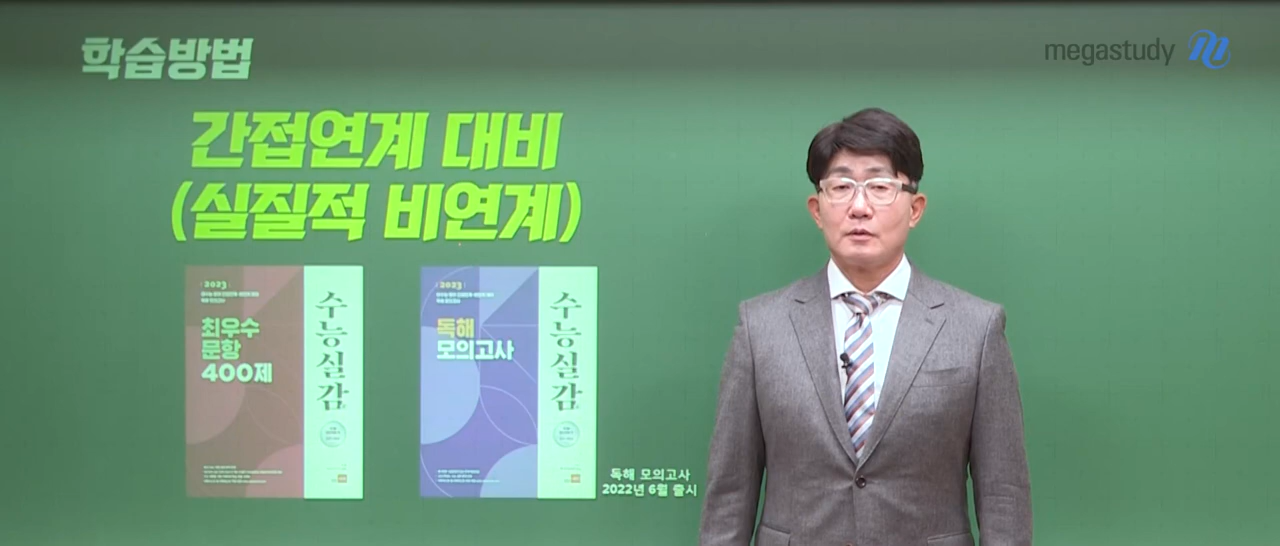 학습방법
megastudy
간접연계 대비
(실질적 비연계)
2023
최우수
문항
400제
수능실감
2023
독해
모의고사
수능실감
독해 모의고사
2022년 6월 출시